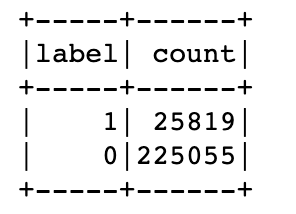 +-----+------+
|label| count|
+-----+------+
|    1| 25819|
|    0|225055|
+-----+------+